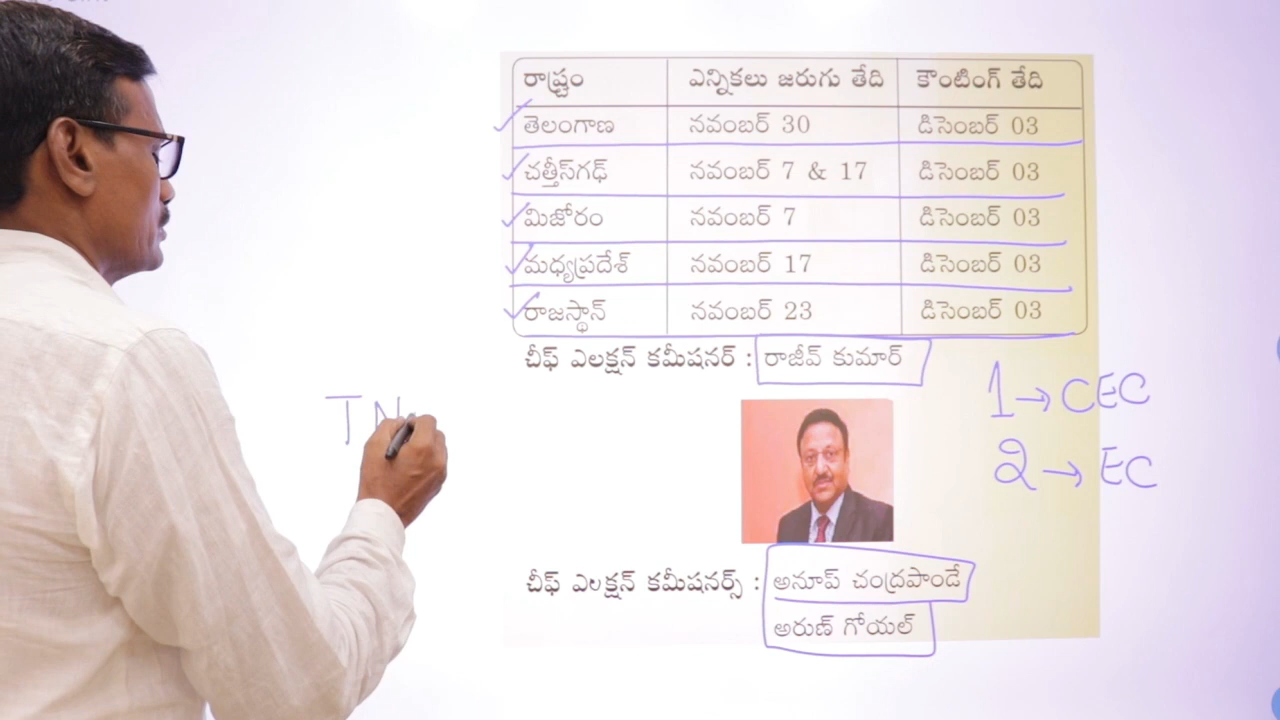 రాష్ట్రం ఎన్నికలు జరుగు తేది కౌంటింగ్ తేది
తెలంగాణ నవంబర్ 30 డిసెంబర్ 03
చత్తీస్‌గఢ్ నవంబర్ 7 & 17 డిసెంబర్ 03
మిజోరం నవంబర్ 7 డిసెంబర్ 03
మధ్యప్రదేశ్ నవంబర్ 17 డిసెంబర్ 03
రాజస్థాన్ నవంబర్ 23 డిసెంబర్ 03
చీఫ్ ఎలక్షన్ కమీషనర్ : రాజీవ్ కుమార్
1 → CEC
T N
2 → EC
చీఫ్ ఎలక్షన్ కమీషనర్స్ : అనూప్ చంద్రపాండే
అరుణ్ గోయల్